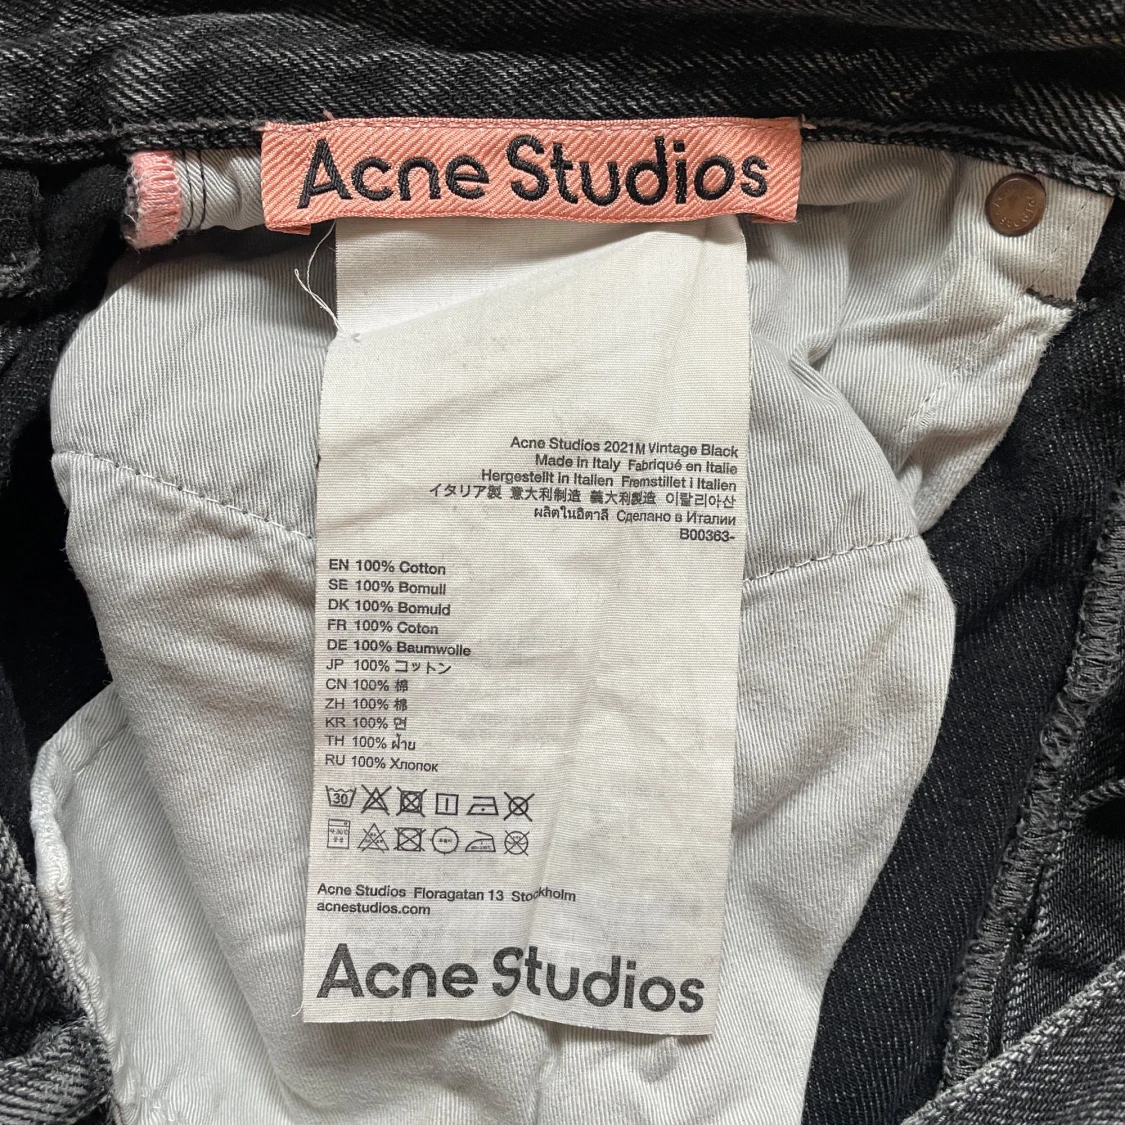 Acne Studios
Acne Studios 2021M Vintage Black
Made in Italy Fabriqué en Italie
Hergestellt in Italien Fremstillet i Italien
イタリア製 意大利制造 義大利製造 이탈리아산
ผลิตในอิตาลี Сделано в Италии
B00363-
EN 100% Cotton
SE 100% Bomull
DK 100% Bomuld
FR 100% Coton
DE 100% Baumwolle
JP 100% コットン
CN 100% 棉
ZH 100% 棉
KR 100% 면
TH 100% ฝ้าย
RU 100% Хлопок
30
Acne Studios Floragatan 13 Stockholm
acnestudios.com
Acne Studios